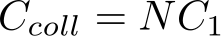 C_{coll} = NC_1